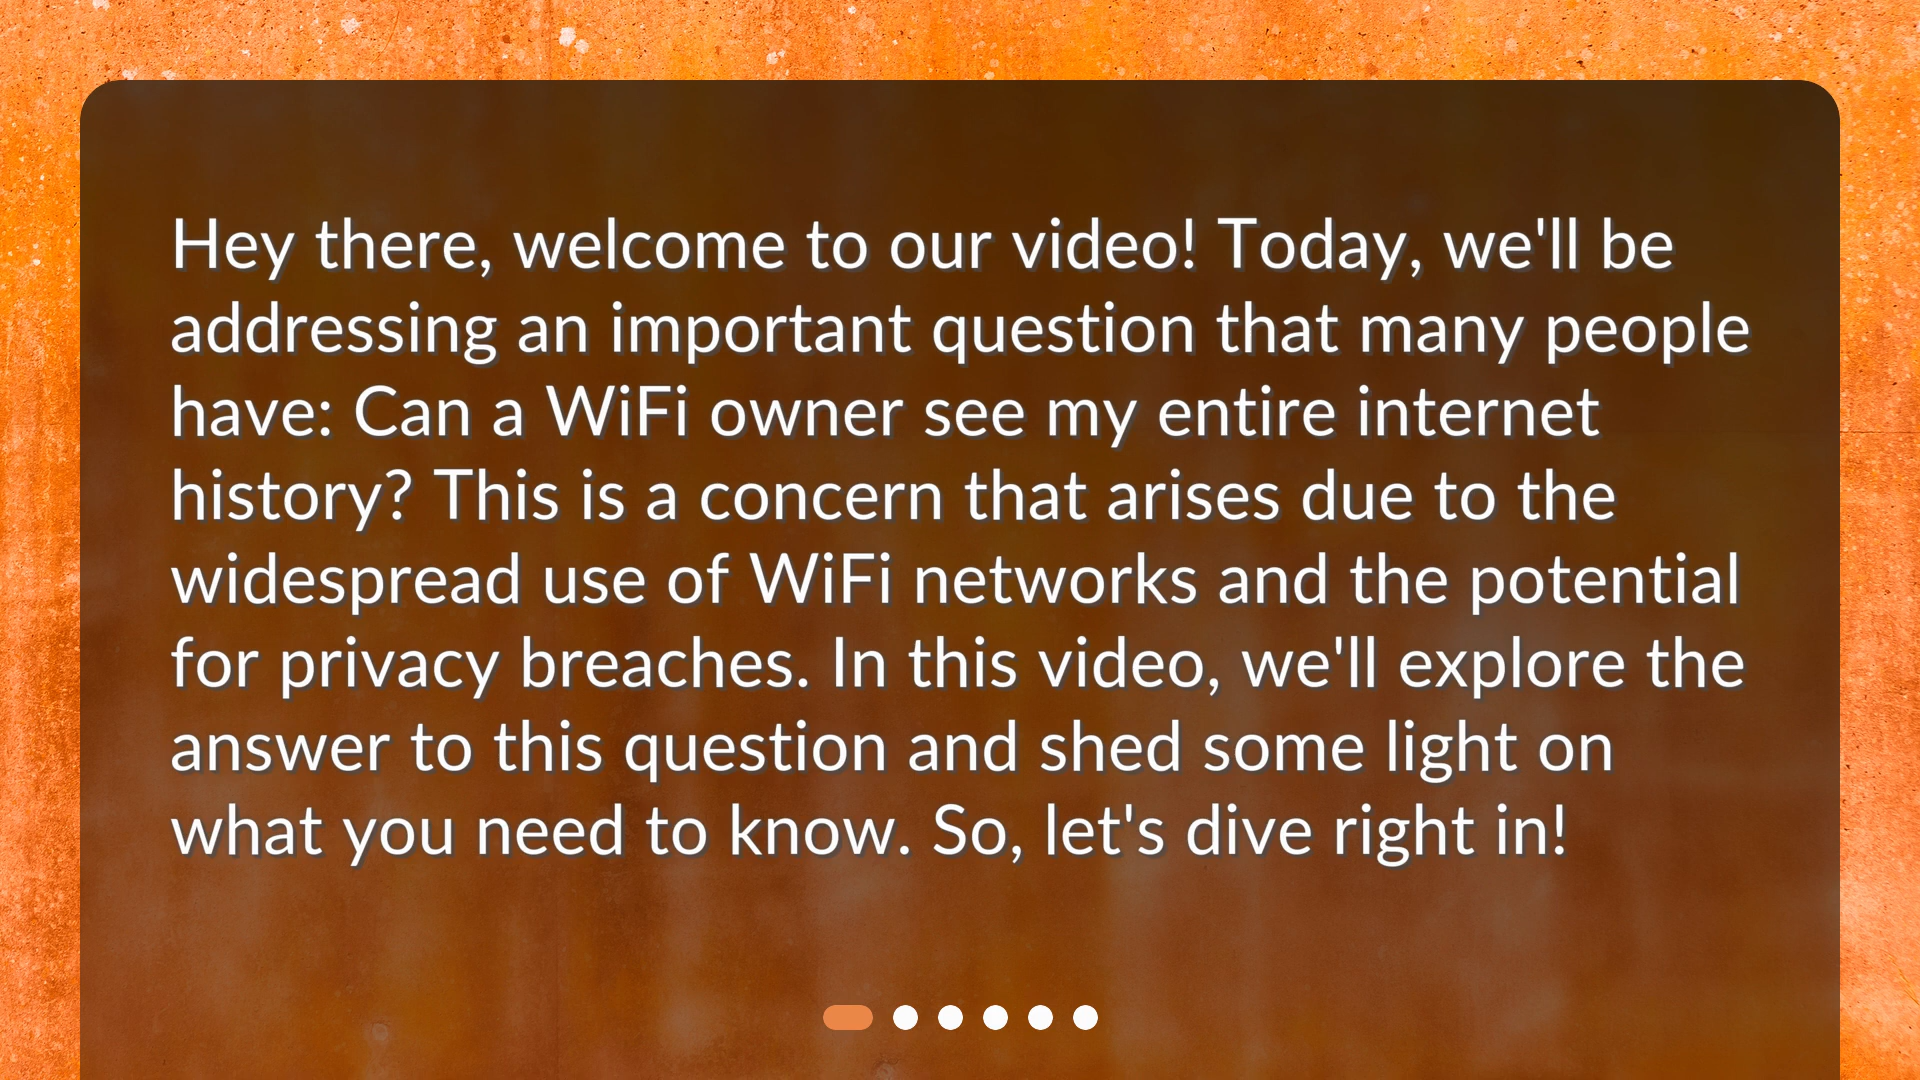 Hey there, welcome to our video! Today, we'll be
addressing an important question that many people
have: Can a WiFi owner see my entire internet
history? This is a concern that arises due to the
widespread use of WiFi networks and the potential
for privacy breaches. In this video, we'll explore the
answer to this question and shed some light on
what you need to know. So, let's dive right in!